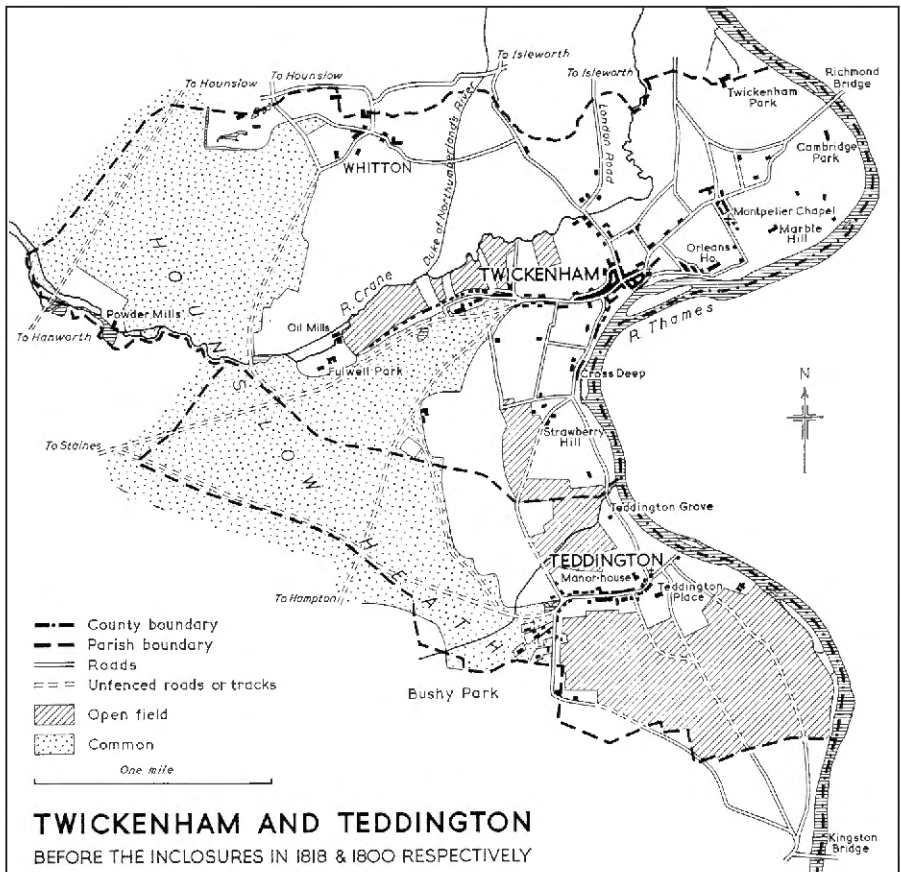 To Hounslow
To Hounslow
To Isleworth
To Isleworth
Richmond
Bridge
Twickenham
Park
Cambridge
Park
WHITTON
Duke of Northumberland's River
London Road
Montpelier Chapel
Marble
Hill
Orleans
Ho.
TWICKENHAM
R. Crane
R. Thames
Powder Mills
Oil Mills
To Hanworth
Fulwell Park
Cross Deep
HOUNSLOW HEATH
N
To Staines
Strawberry
Hill
Teddington Grove
TEDDINGTON
Manor-house
Teddington
Place
To Hampton
Bushy Park
County boundary
Parish boundary
Roads
Unfenced roads or tracks
Open field
Common
One mile
TWICKENHAM AND TEDDINGTON
BEFORE THE INCLOSURES IN 1818 & 1800 RESPECTIVELY
Kingston
Bridge